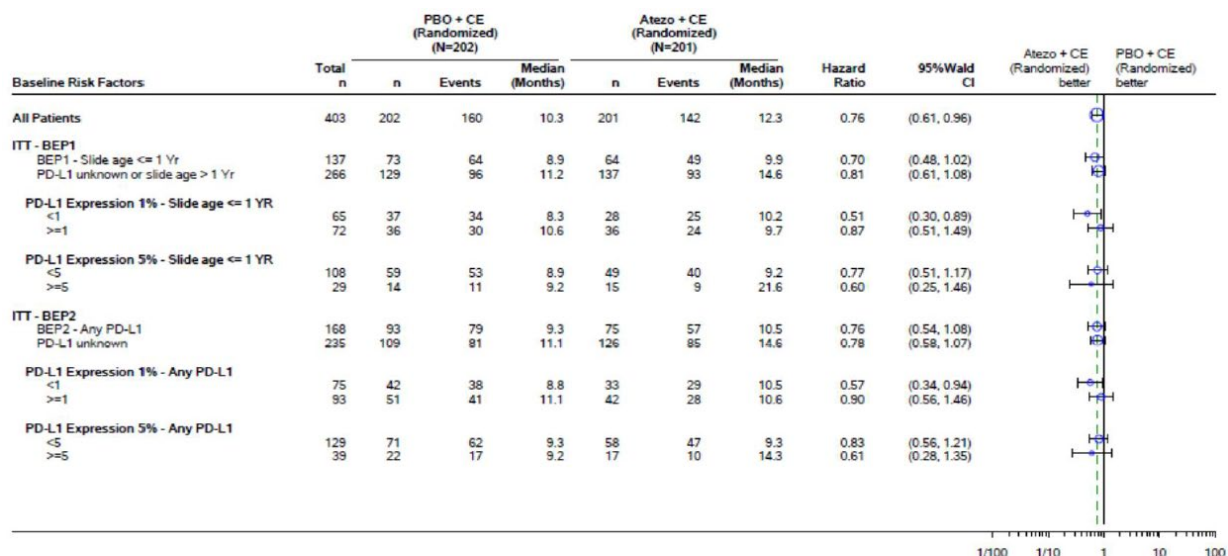 PBO + CE (Randomized) (N=202) Atezo + CE (Randomized) (N=201)
Baseline Risk Factors Total n n Events Median (Months) n Events Median (Months) Hazard Ratio 95%Wald CI Atezo + CE (Randomized) better PBO + CE (Randomized) better
All Patients 403 202 160 10.3 201 142 12.3 0.76 (0.61, 0.96)
ITT - BEP1
BEP1 - Slide age <= 1 Yr 137 73 64 8.9 64 49 9.9 0.70 (0.48, 1.02)
PD-L1 unknown or slide age > 1 Yr 266 129 96 11.2 137 93 14.6 0.81 (0.61, 1.08)
PD-L1 Expression 1% - Slide age <= 1 YR
<1 65 37 34 8.3 28 25 10.2 0.51 (0.30, 0.89)
>=1 72 36 30 10.6 36 24 9.7 0.87 (0.51, 1.49)
PD-L1 Expression 5% - Slide age <= 1 YR
<5 108 59 53 8.9 49 40 9.2 0.77 (0.51, 1.17)
>=5 29 14 11 9.2 15 9 21.6 0.60 (0.25, 1.46)
ITT - BEP2
BEP2 - Any PD-L1 168 93 79 9.3 75 57 10.5 0.76 (0.54, 1.08)
PD-L1 unknown 235 109 81 11.1 126 85 14.6 0.78 (0.58, 1.07)
PD-L1 Expression 1% - Any PD-L1
<1 75 42 38 8.8 33 29 10.5 0.57 (0.34, 0.94)
>=1 93 51 41 11.1 42 28 10.6 0.90 (0.56, 1.46)
PD-L1 Expression 5% - Any PD-L1
<5 129 71 62 9.3 58 47 9.3 0.83 (0.56, 1.21)
>=5 39 22 17 9.2 17 10 14.3 0.61 (0.28, 1.35)
1/100 1/10 1 10 100